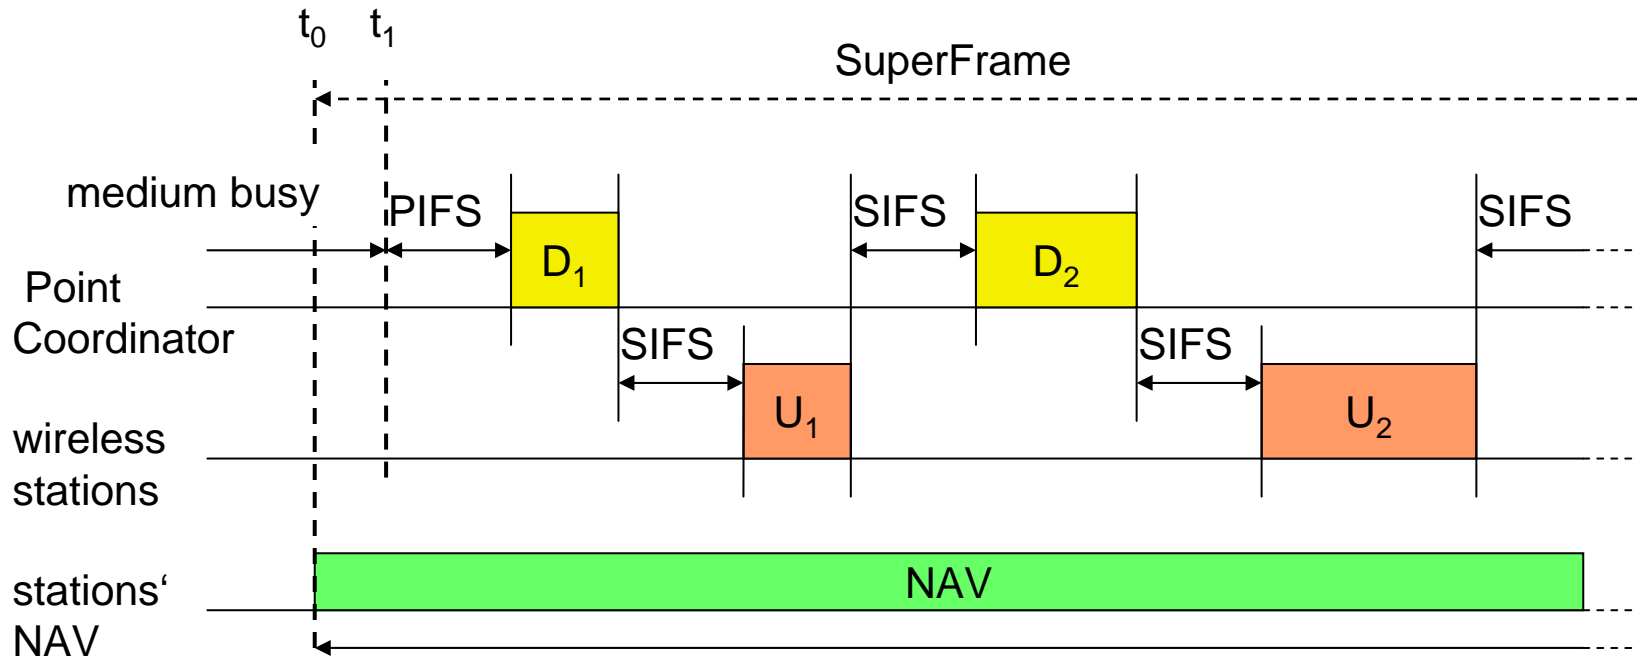 t0 t1
SuperFrame
medium busy
PIFS
SIFS
SIFS
D1
D2
Point
Coordinator
SIFS
SIFS
U1
U2
wireless
stations
NAV
stations‘
NAV